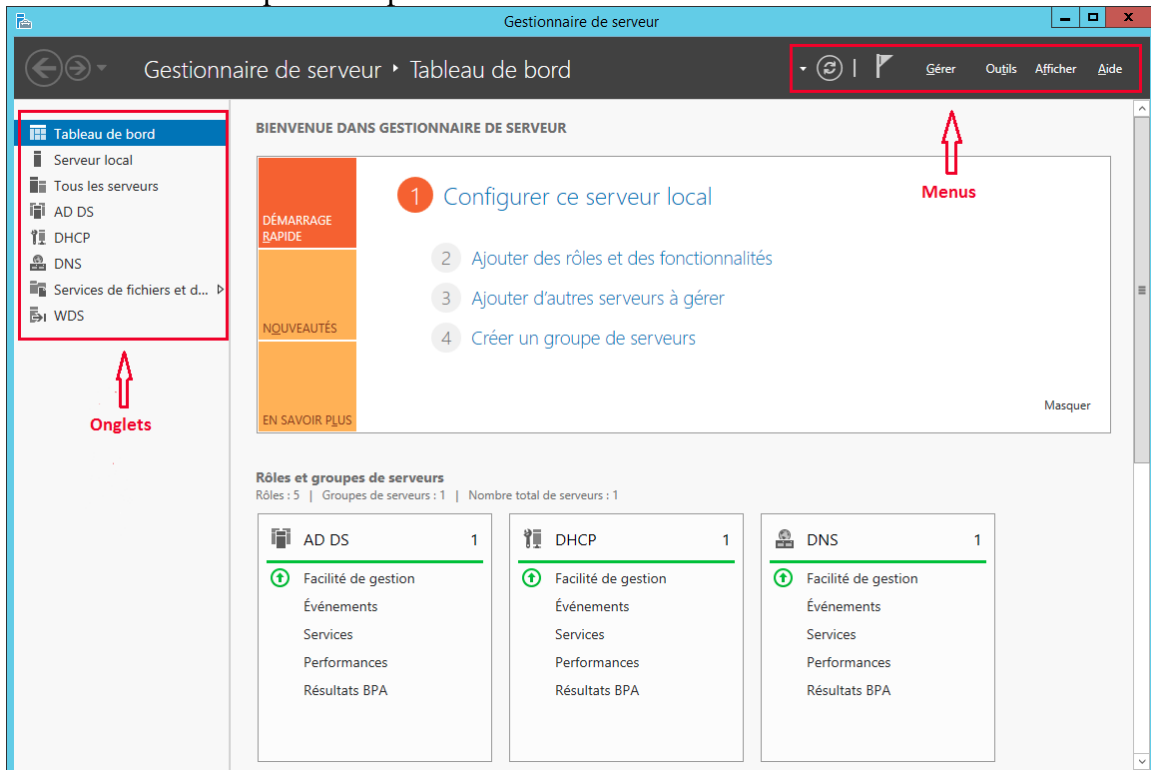 Gestionnaire de serveur
Gestionnaire de serveur ‣ Tableau de bord
Gérer Outils Afficher Aide
Tableau de bord
Serveur local
Tous les serveurs
AD DS
DHCP
DNS
Services de fichiers et d...
WDS
Onglets
Menus
BIENVENUE DANS GESTIONNAIRE DE SERVEUR
DÉMARRAGE
RAPIDE
NOUVEAUTÉS
EN SAVOIR PLUS
1 Configurer ce serveur local
2 Ajouter des rôles et des fonctionnalités
3 Ajouter d'autres serveurs à gérer
4 Créer un groupe de serveurs
Masquer
Rôles et groupes de serveurs
Rôles : 5 | Groupes de serveurs : 1 | Nombre total de serveurs : 1
AD DS 1
Facilité de gestion
Événements
Services
Performances
Résultats BPA
DHCP 1
Facilité de gestion
Événements
Services
Performances
Résultats BPA
DNS 1
Facilité de gestion
Événements
Services
Performances
Résultats BPA